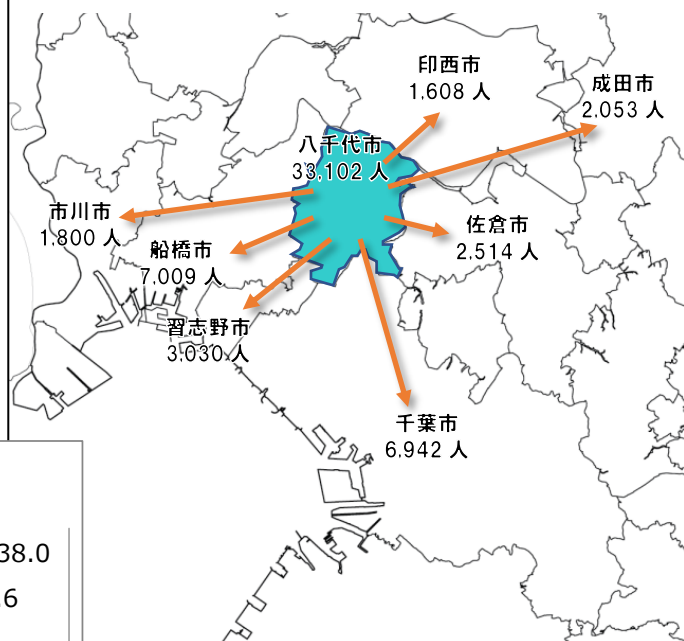 印西市
1,608 人
成田市
2,053 人
八千代市
33,102 人
市川市
1,800 人
船橋市
7,009 人
佐倉市
2,514 人
習志野市
3,030 人
千葉市
6,942 人
38.0
.6